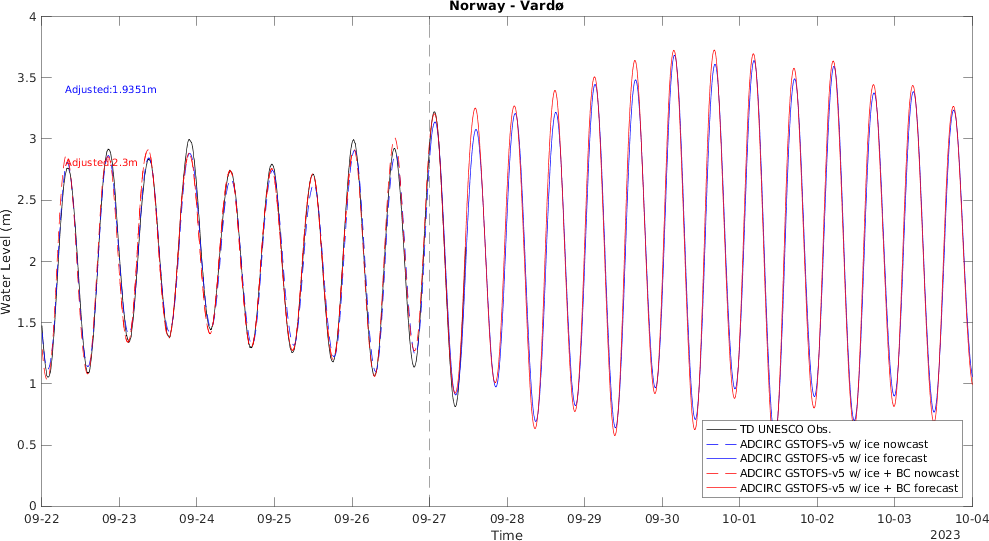 Norway - Vardø
4
3.5
3
2.5
2
1.5
1
0.5
0
Water Level (m)
Adjusted:1.9351m
Adjusted:2.3m
TD UNESCO Obs.
ADCIRC GSTOFS-v5 w/ ice nowcast
ADCIRC GSTOFS-v5 w/ ice forecast
ADCIRC GSTOFS-v5 w/ ice + BC nowcast
ADCIRC GSTOFS-v5 w/ ice + BC forecast
09-22 09-23 09-24 09-25 09-26 09-27 09-28 09-29 09-30 10-01 10-02 10-03 10-04
Time
2023